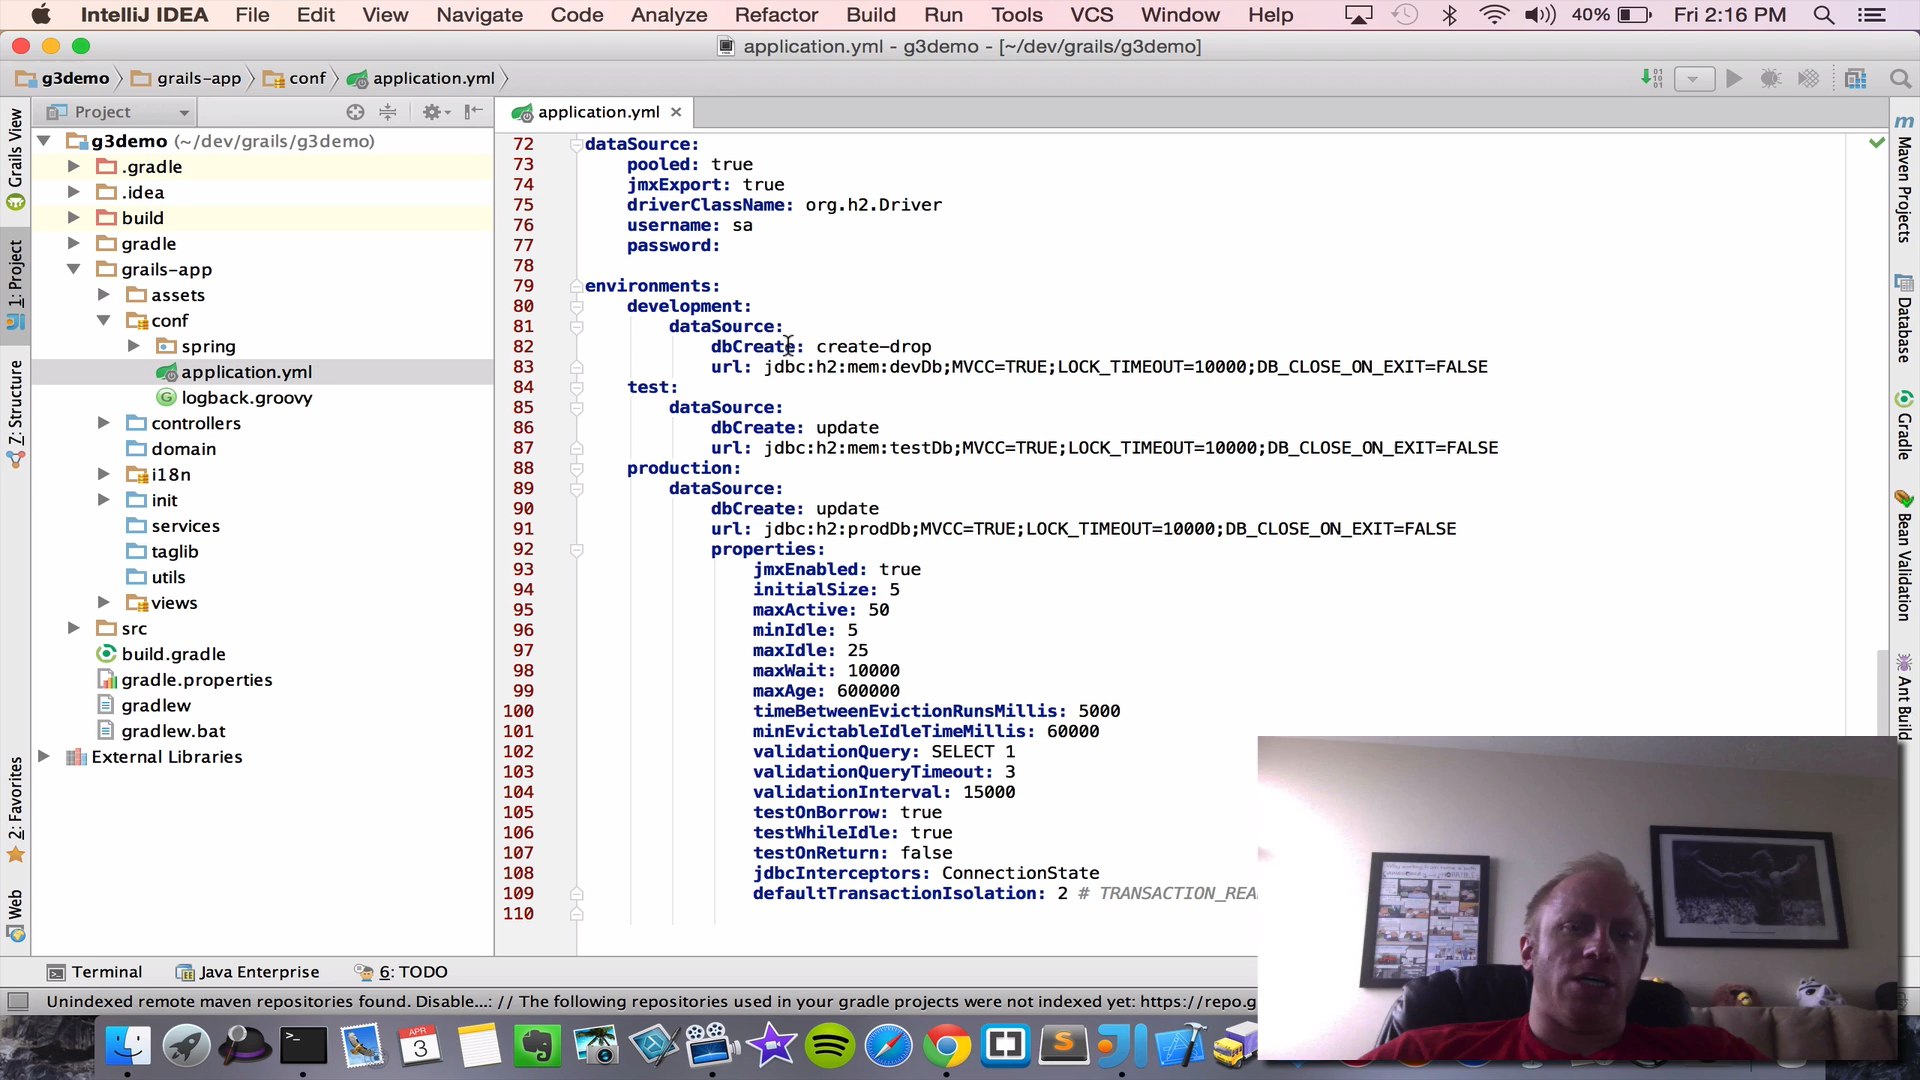 IntelliJ IDEA File Edit View Navigate Code Analyze Refactor Build Run Tools VCS Window Help 40% Fri 2:16 PM
application.yml - g3demo - [~/dev/grails/g3demo]
g3demo grails-app conf application.yml
Project
application.yml
Grails View
1: Project
7: Structure
2: Favorites
Web
g3demo (~/dev/grails/g3demo)
.gradle
.idea
build
gradle
grails-app
assets
conf
spring
application.yml
logback.groovy
controllers
domain
i18n
init
services
taglib
utils
views
src
build.gradle
gradle.properties
gradlew
gradlew.bat
External Libraries
72 dataSource:
73 pooled: true
74 jmxExport: true
75 driverClassName: org.h2.Driver
76 username: sa
77 password:
78
79 environments:
80 development:
81 dataSource:
82 dbCreate: create-drop
83 url: jdbc:h2:mem:devDb;MVCC=TRUE;LOCK_TIMEOUT=10000;DB_CLOSE_ON_EXIT=FALSE
84 test:
85 dataSource:
86 dbCreate: update
87 url: jdbc:h2:mem:testDb;MVCC=TRUE;LOCK_TIMEOUT=10000;DB_CLOSE_ON_EXIT=FALSE
88 production:
89 dataSource:
90 dbCreate: update
91 url: jdbc:h2:prodDb;MVCC=TRUE;LOCK_TIMEOUT=10000;DB_CLOSE_ON_EXIT=FALSE
92 properties:
93 jmxEnabled: true
94 initialSize: 5
95 maxActive: 50
96 minIdle: 5
97 maxIdle: 25
98 maxWait: 10000
99 maxAge: 600000
100 timeBetweenEvictionRunsMillis: 5000
101 minEvictableIdleTimeMillis: 60000
102 validationQuery: SELECT 1
103 validationQueryTimeout: 3
104 validationInterval: 15000
105 testOnBorrow: true
106 testWhileIdle: true
107 testOnReturn: false
108 jdbcInterceptors: ConnectionState
109 defaultTransactionIsolation: 2 # TRANSACTION_REA
110
Maven Projects
Database
Gradle
Bean Validation
Ant Build
Terminal Java Enterprise 6: TODO
Unindexed remote maven repositories found. Disable...: // The following repositories used in your gradle projects were not indexed yet: https://repo.g
APR
3